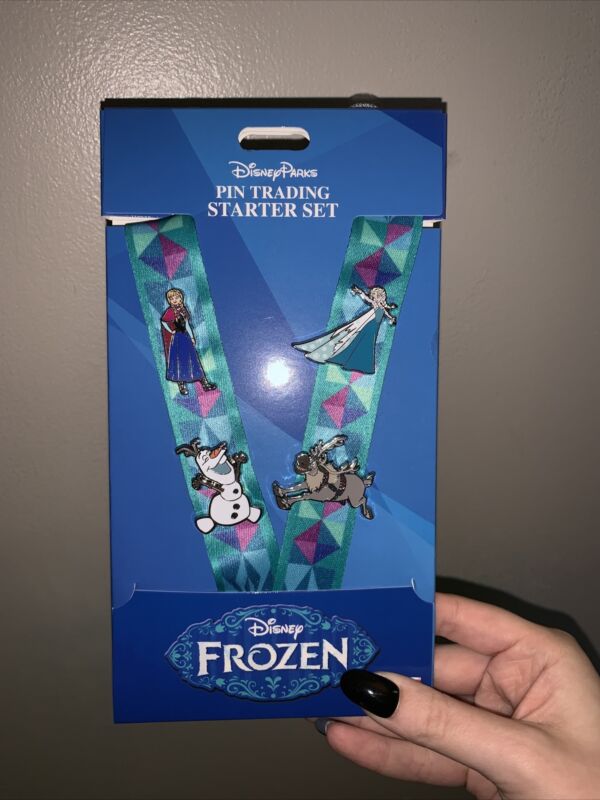 Disney Parks
PIN TRADING
STARTER SET
Disney
FROZEN